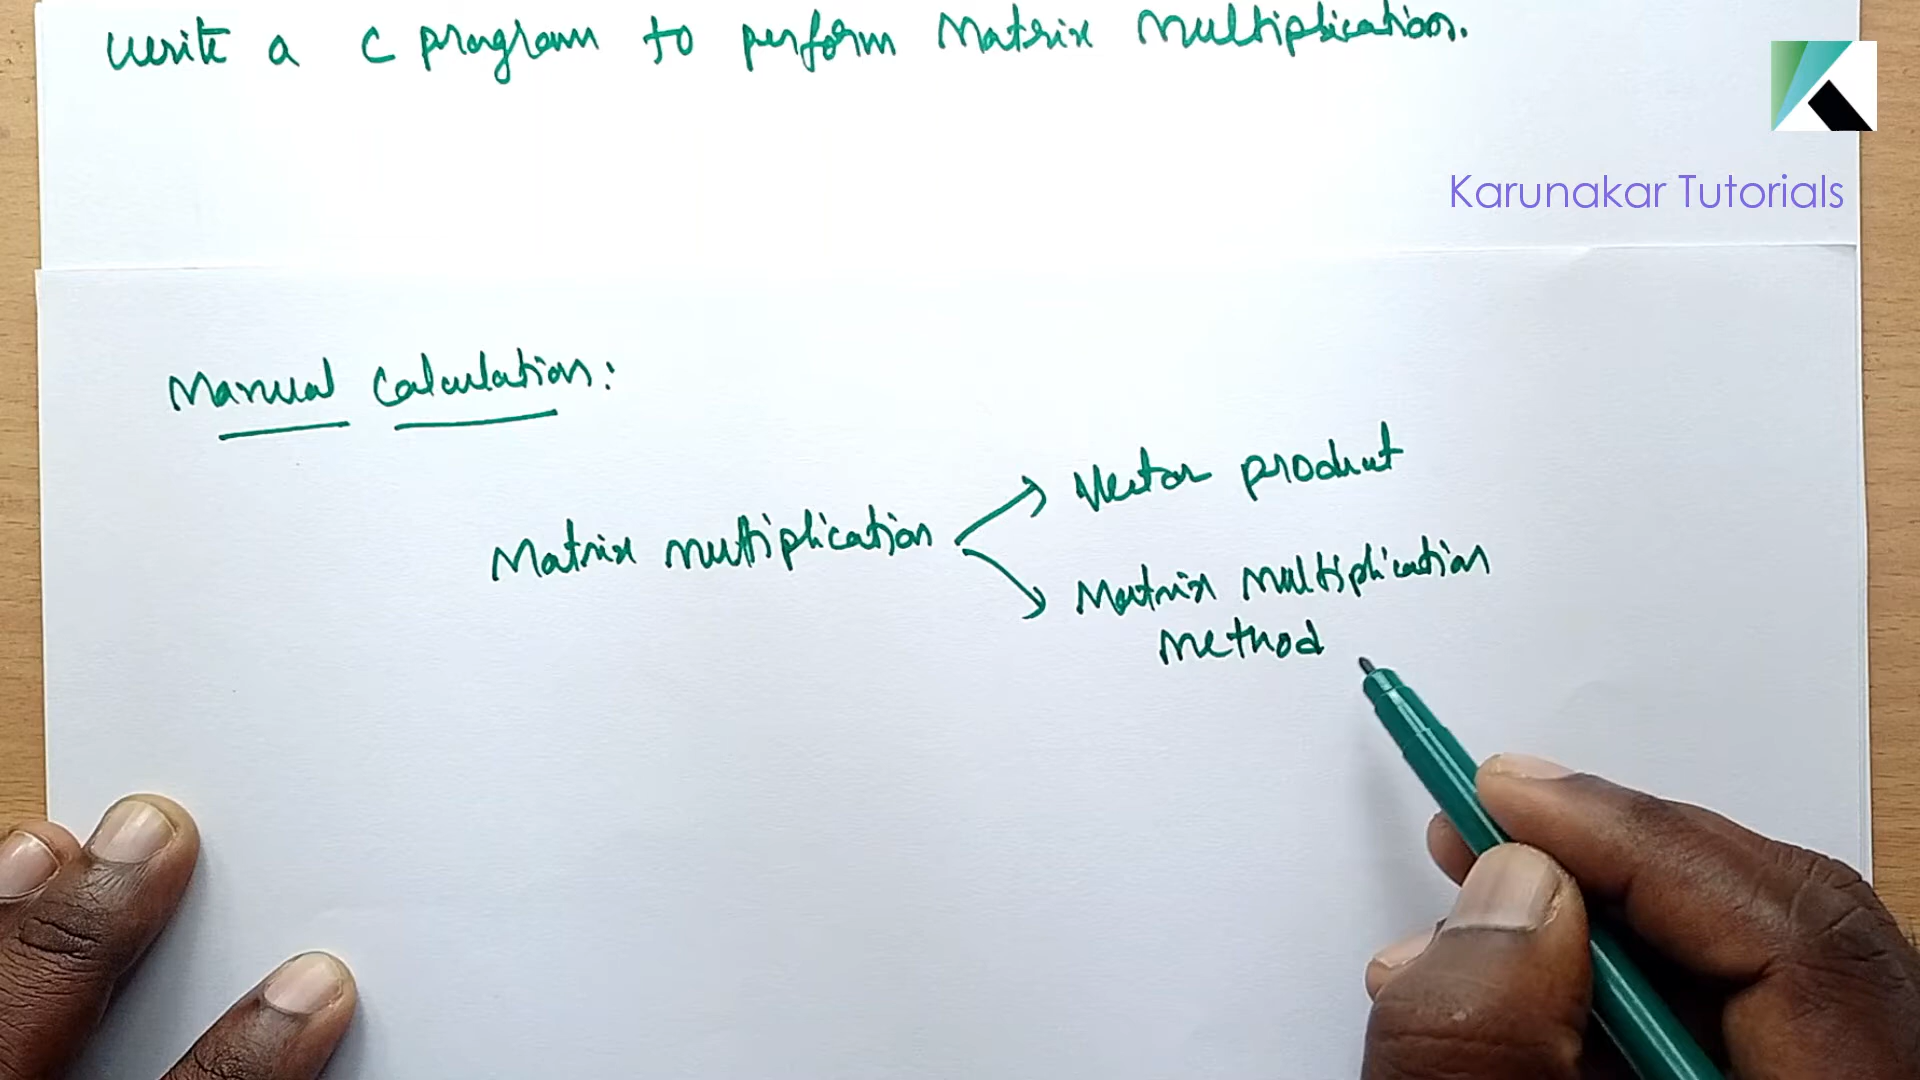 Write a C program to perform Matrix Multiplication.
Karunakar Tutorials
Manual Calculation:
Vector product
Matrix multiplication
Matrix multiplication
method